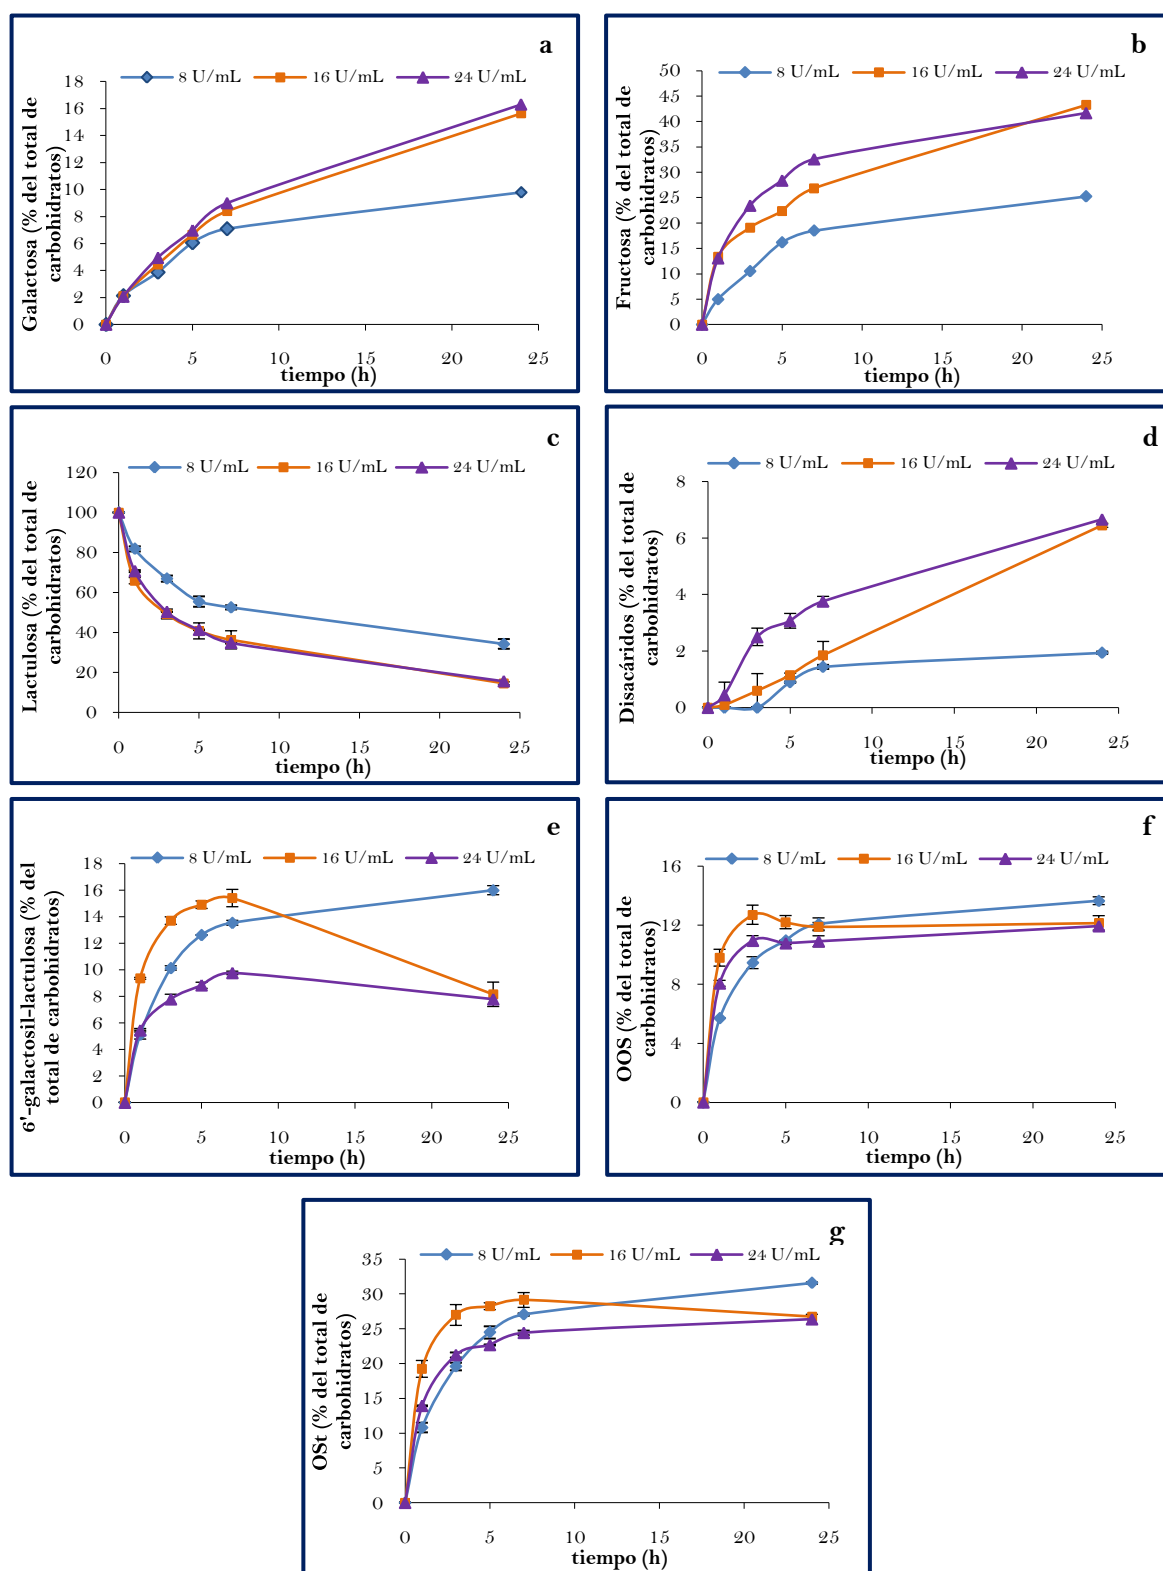 a
8 U/mL 16 U/mL 24 U/mL
Galactosa (% del total de
carbohidratos)
18
16
14
12
10
8
6
4
2
0
0 5 10 15 20 25
tiempo (h)
b
8 U/mL 16 U/mL 24 U/mL
Fructosa (% del total de
carbohidratos)
50
45
40
35
30
25
20
15
10
5
0
0 5 10 15 20 25
tiempo (h)
c
8 U/mL 16 U/mL 24 U/mL
Lactulosa (% del total de
carbohidratos)
120
100
80
60
40
20
0
0 5 10 15 20 25
tiempo (h)
d
8 U/mL 16 U/mL 24 U/mL
Disacáridos (% del total de
carbohidratos)
8
6
4
2
0
0 5 10 15 20 25
tiempo (h)
e
8 U/mL 16 U/mL 24 U/mL
6'-galactosil-lactulosa (% del
total de carbohidratos)
18
16
14
12
10
8
6
4
2
0
0 5 10 15 20 25
tiempo (h)
f
8 U/mL 16 U/mL 24 U/mL
OOS (% del total de
carbohidratos)
16
12
8
4
0
0 5 10 15 20 25
tiempo (h)
g
8 U/mL 16 U/mL 24 U/mL
OSt (% del total de
carbohidratos)
35
30
25
20
15
10
5
0
0 5 10 15 20 25
tiempo (h)